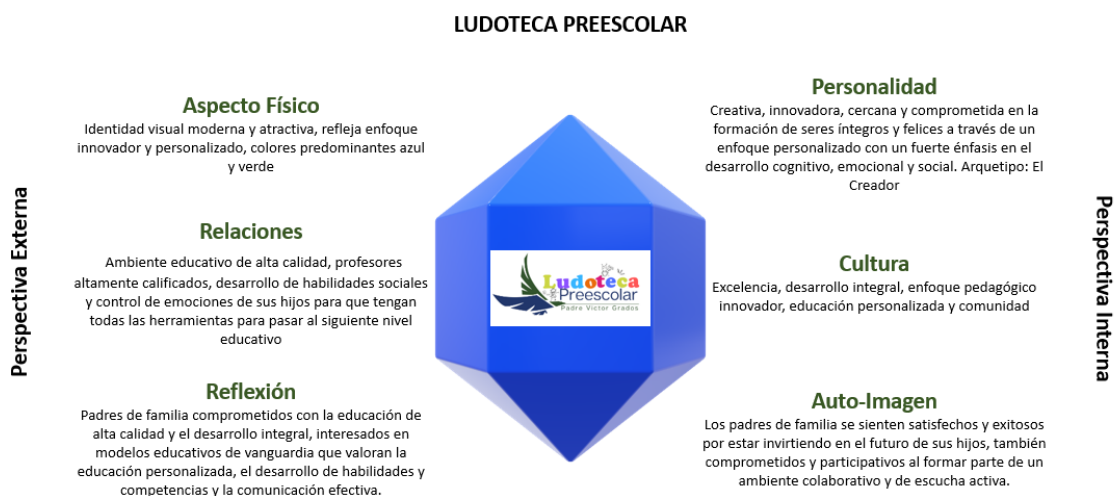 LUDOTECA PREESCOLAR
Perspectiva Externa
Aspecto Físico
Identidad visual moderna y atractiva, refleja enfoque
innovador y personalizado, colores predominantes azul
y verde
Relaciones
Ambiente educativo de alta calidad, profesores
altamente calificados, desarrollo de habilidades sociales
y control de emociones de sus hijos para que tengan
todas las herramientas para pasar al siguiente nivel
educativo
Reflexión
Padres de familia comprometidos con la educación de
alta calidad y el desarrollo integral, interesados en
modelos educativos de vanguardia que valoran la
educación personalizada, el desarrollo de habilidades y
competencias y la comunicación efectiva.
Ludoteca
Preescolar
Padre Víctor Grados
Personalidad
Creativa, innovadora, cercana y comprometida en la
formación de seres íntegros y felices a través de un
enfoque personalizado con un fuerte énfasis en el
desarrollo cognitivo, emocional y social. Arquetipo: El
Creador
Cultura
Excelencia, desarrollo integral, enfoque pedagógico
innovador, educación personalizada y comunidad
Auto-Imagen
Los padres de familia se sienten satisfechos y exitosos
por estar invirtiendo en el futuro de sus hijos, también
comprometidos y participativos al formar parte de un
ambiente colaborativo y de escucha activa.
Perspectiva Interna